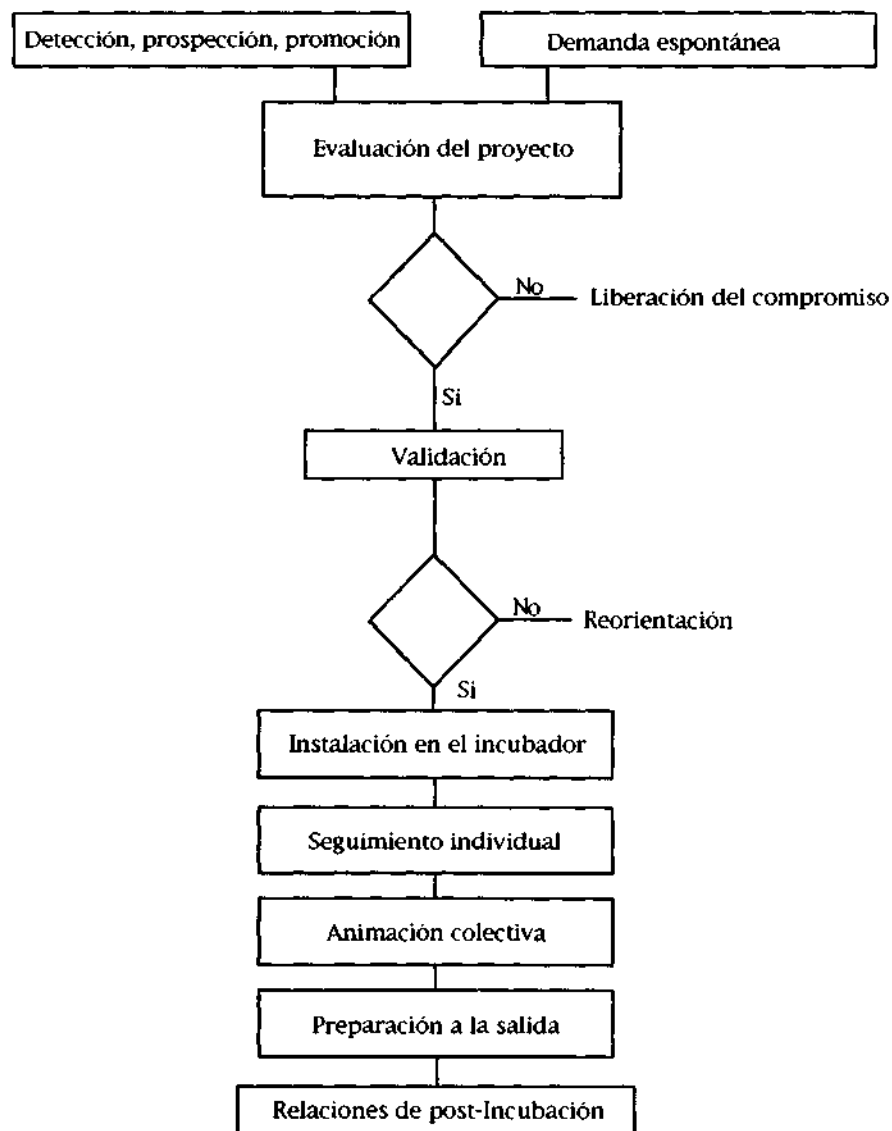 Detección, prospección, promoción
Demanda espontánea
Evaluación del proyecto
No
Liberación del compromiso
Si
Validación
No
Reorientación
Si
Instalación en el incubador
Seguimiento individual
Animación colectiva
Preparación a la salida
Relaciones de post-Incubación